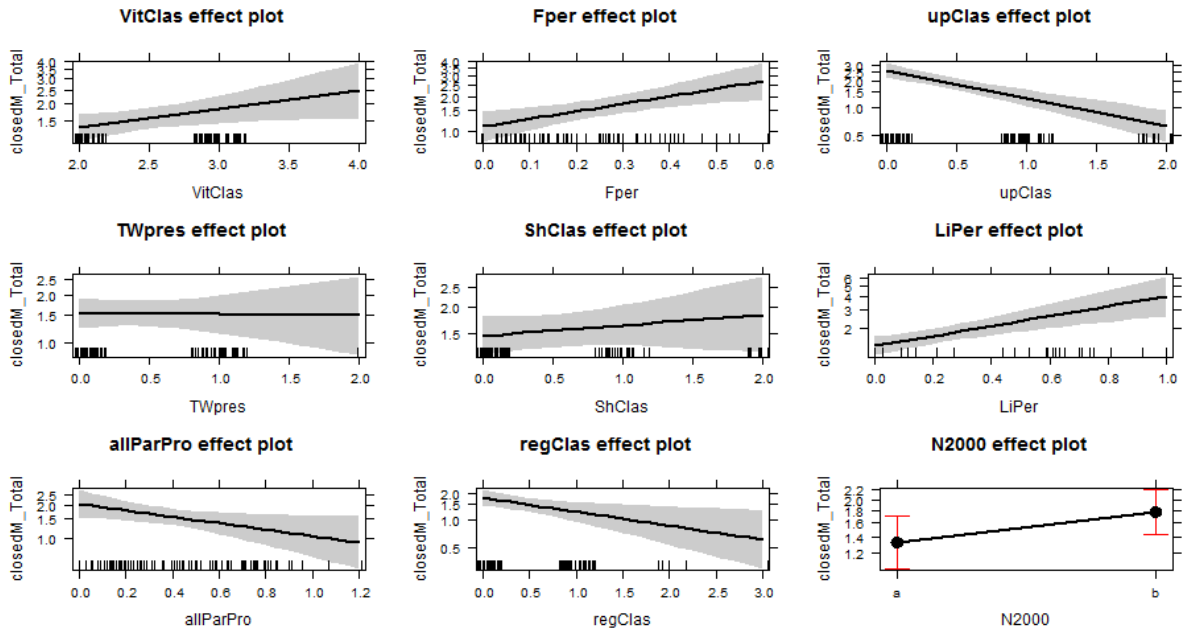 VitClas effect plot
closedM_Total
4.0
3.5
3.0
2.5
2.0
1.5
2.0 2.5 3.0 3.5 4.0
VitClas
Fper effect plot
closedM_Total
4.0
3.5
3.0
2.5
2.0
1.5
1.0
0.0 0.1 0.2 0.3 0.4 0.5 0.6
Fper
upClas effect plot
closedM_Total
3.0
2.5
2.0
1.5
1.0
0.5
0.0 0.5 1.0 1.5 2.0
upClas
TWpres effect plot
closedM_Total
2.5
2.0
1.5
1.0
0.0 0.5 1.0 1.5 2.0
TWpres
ShClas effect plot
closedM_Total
2.5
2.0
1.5
0.0 0.5 1.0 1.5 2.0
ShClas
LiPer effect plot
closedM_Total
6
5
4
3
2
0.0 0.2 0.4 0.6 0.8 1.0
LiPer
allParPro effect plot
closedM_Total
2.5
2.0
1.5
1.0
0.0 0.2 0.4 0.6 0.8 1.0 1.2
allParPro
regClas effect plot
closedM_Total
2.0
1.5
1.0
0.5
0.0 0.5 1.0 1.5 2.0 2.5 3.0
regClas
N2000 effect plot
closedM_Total
2.2
2.0
1.8
1.6
1.4
1.2
a b
N2000